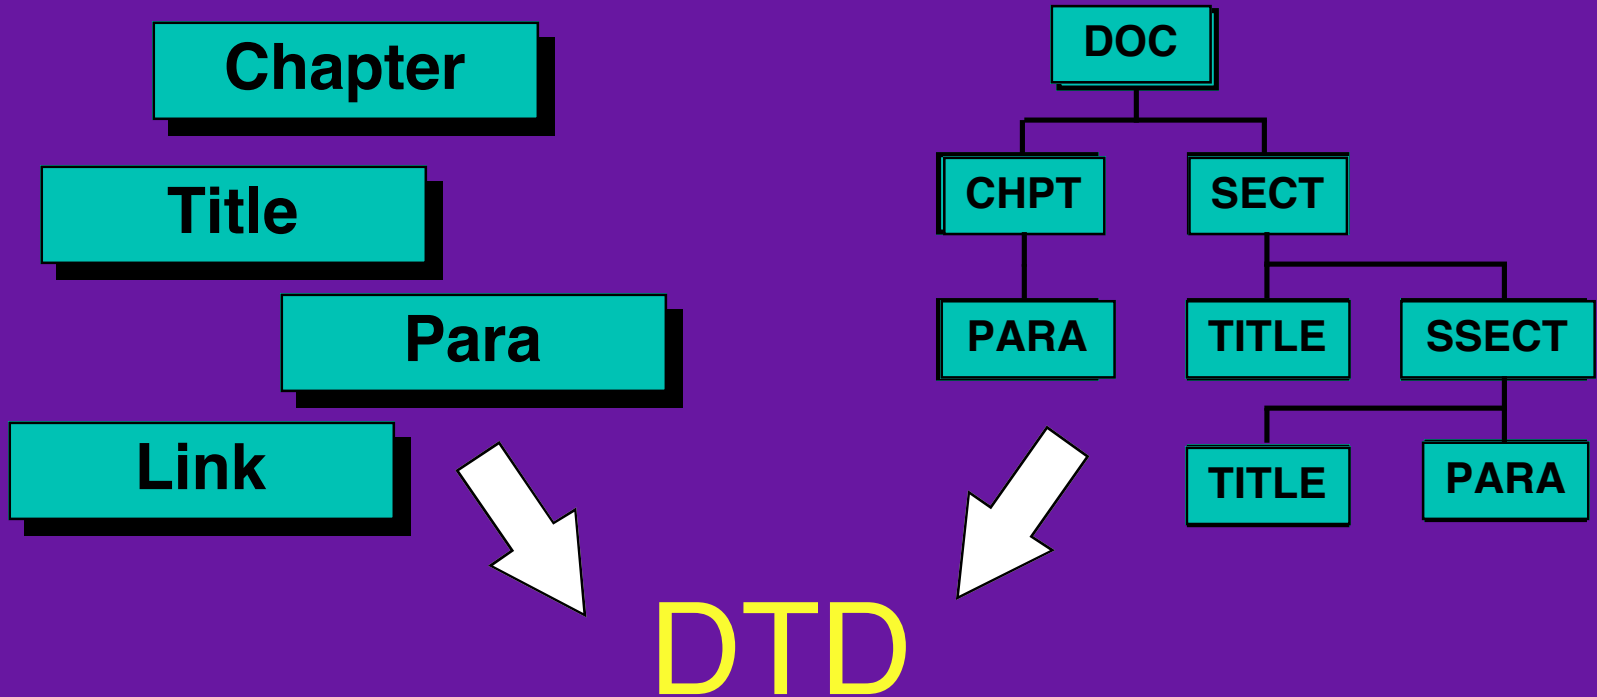 Chapter
Title
Para
Link
DOC
CHPT SECT
PARA TITLE SSECT
TITLE PARA
DTD